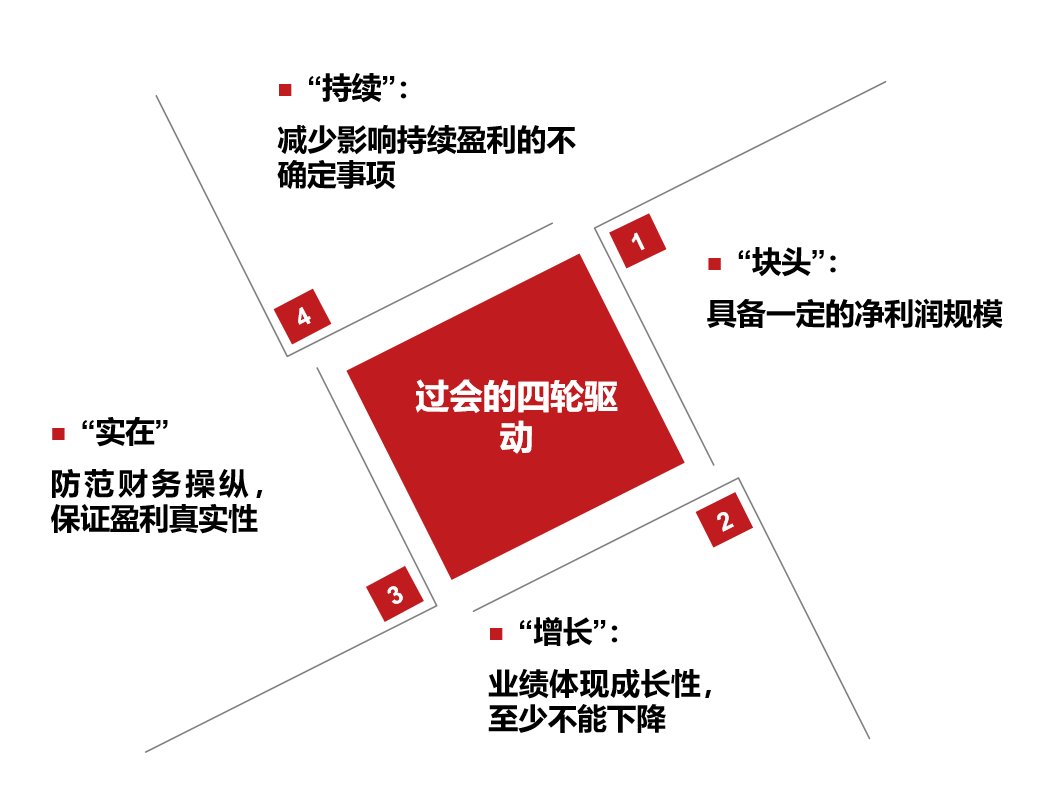 “持续”：
减少影响持续盈利的不
确定事项
1
“块头”：
具备一定的净利润规模
4
过会的四轮驱
动
“实在”
防范财务操纵，
保证盈利真实性
2
3
“增长”：
业绩体现成长性，
至少不能下降